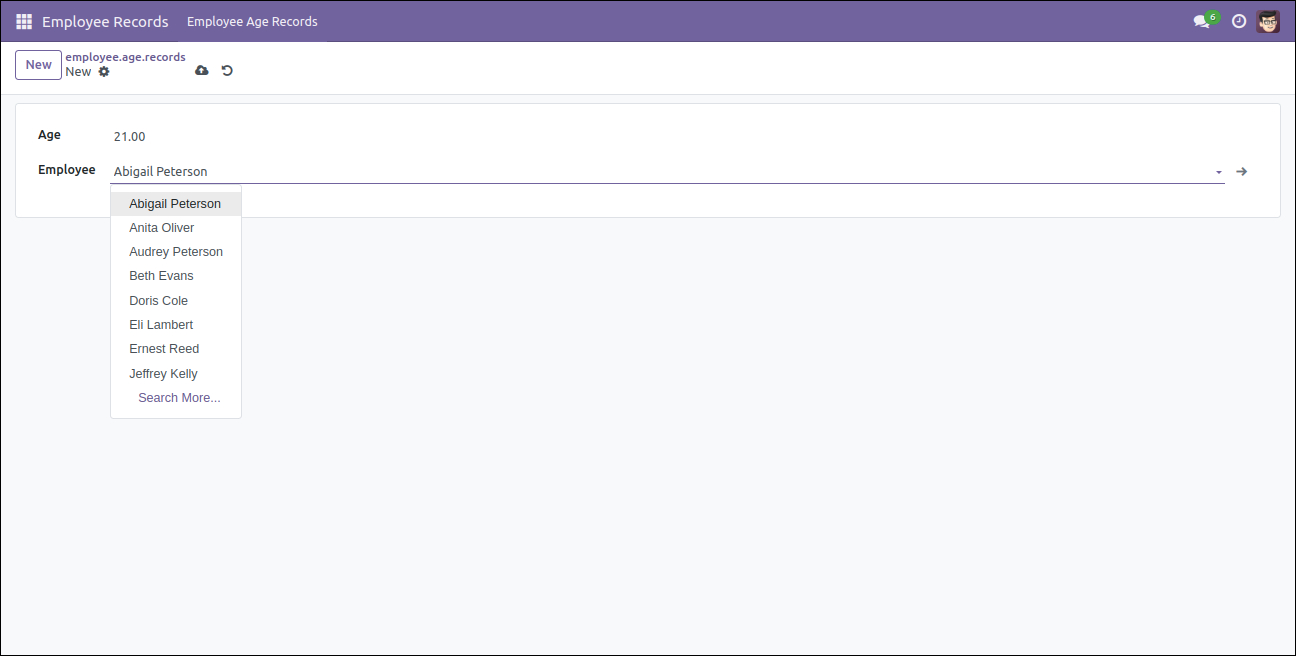 Employee Records Employee Age Records 6
New employee.age.records
New
Age 21.00
Employee Abigail Peterson
Abigail Peterson
Anita Oliver
Audrey Peterson
Beth Evans
Doris Cole
Eli Lambert
Ernest Reed
Jeffrey Kelly
Search More...